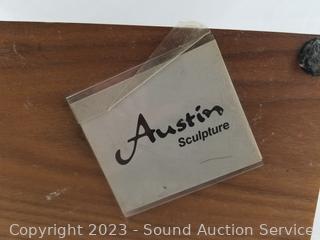 Austin
Sculpture
Copyright 2023 - Sound Auction Service